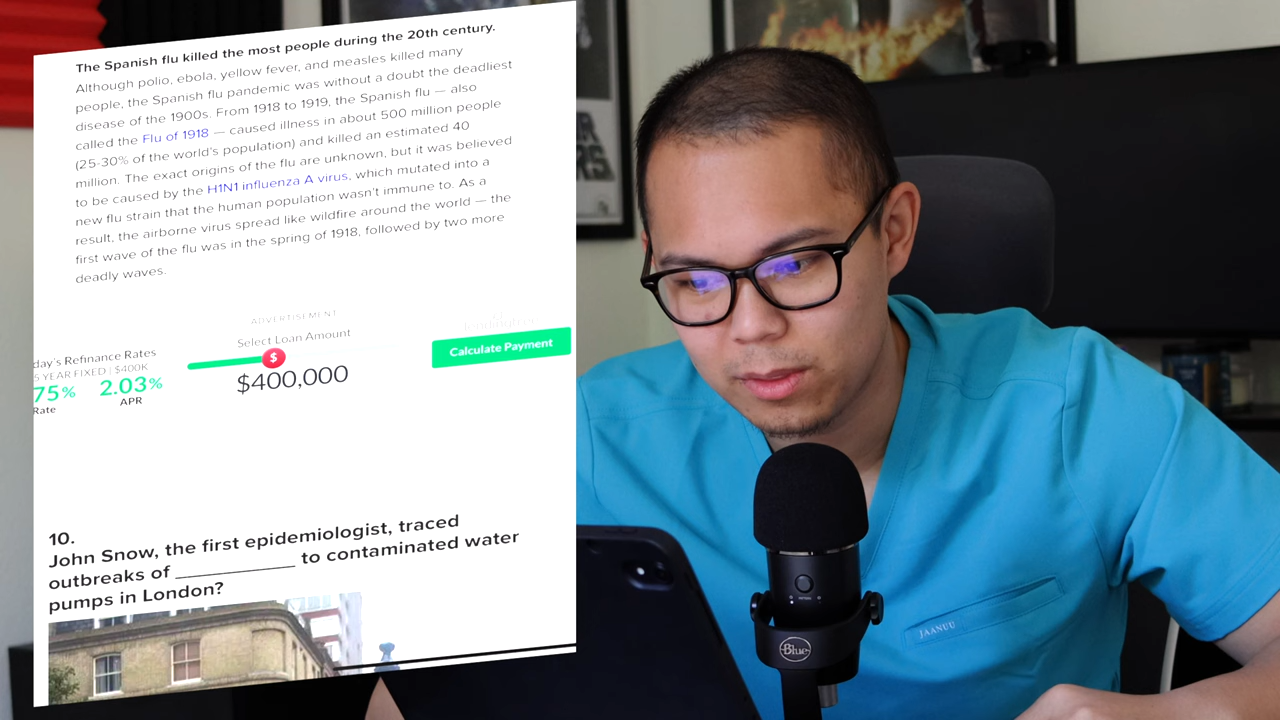 The Spanish flu killed the most people during the 20th century.
Although polio, ebola, yellow fever, and measles killed many
people, the Spanish flu pandemic was without a doubt the deadliest
disease of the 1900s. From 1918 to 1919, the Spanish flu — also
called the Flu of 1918 — caused illness in about 500 million people
(25-30% of the world's population) and killed an estimated 40
million. The exact origins of the flu are unknown, but it was believed
to be caused by the H1N1 influenza A virus, which mutated into a
new flu strain that the human population wasn't immune to. As a
result, the airborne virus spread like wildfire around the world — the
first wave of the flu was in the spring of 1918, followed by two more
deadly waves.
ADVERTISEMENT
day's Refinance Rates
5 YEAR FIXED | $400K
75% 2.03%
Rate APR
Select Loan Amount
$
$400,000
lendingtree
Calculate Payment
10.
John Snow, the first epidemiologist, traced
outbreaks of ____________ to contaminated water
pumps in London?
JAANUU
Blue